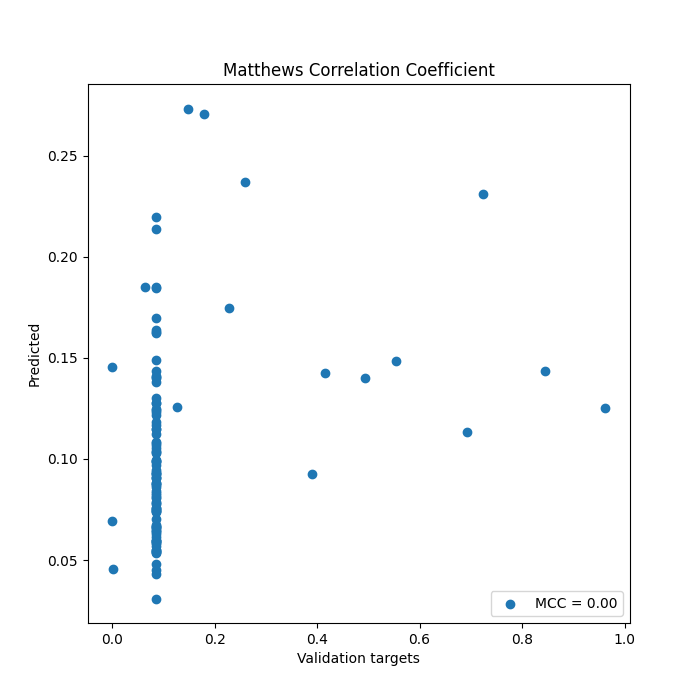 Matthews Correlation Coefficient
0.25
0.20
0.15
0.10
0.05
Predicted
MCC = 0.00
0.0 0.2 0.4 0.6 0.8 1.0
Validation targets